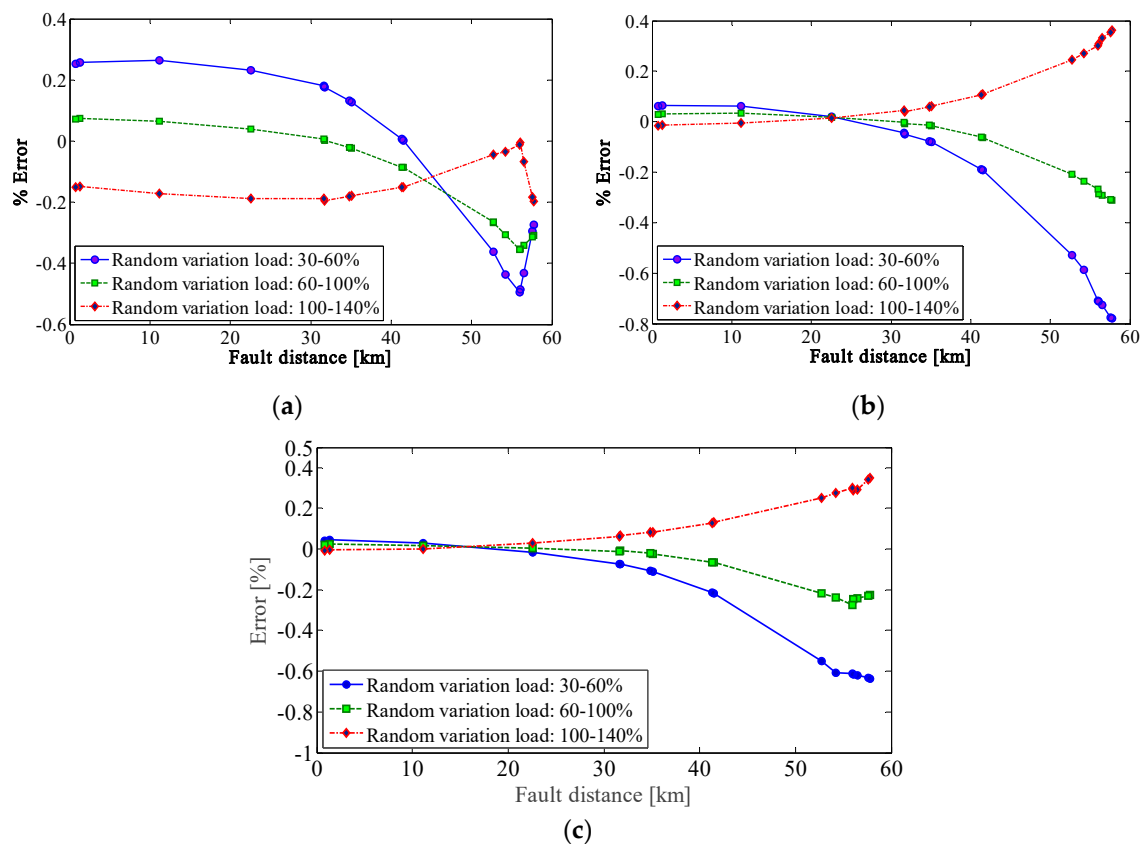 0.4
0.2
0
-0.2
-0.4
-0.6
% Error
Random variation load: 30-60%
Random variation load: 60-100%
Random variation load: 100-140%
0 10 20 30 40 50 60
Fault distance [km]
(a)
0.4
0.2
0
-0.2
-0.4
-0.6
-0.8
% Error
Random variation load: 30-60%
Random variation load: 60-100%
Random variation load: 100-140%
0 10 20 30 40 50 60
Fault distance [km]
(b)
0.5
0.4
0.2
0
-0.2
-0.4
-0.6
-0.8
-1
Error [%]
Random variation load: 30-60%
Random variation load: 60-100%
Random variation load: 100-140%
0 10 20 30 40 50 60
Fault distance [km]
(c)